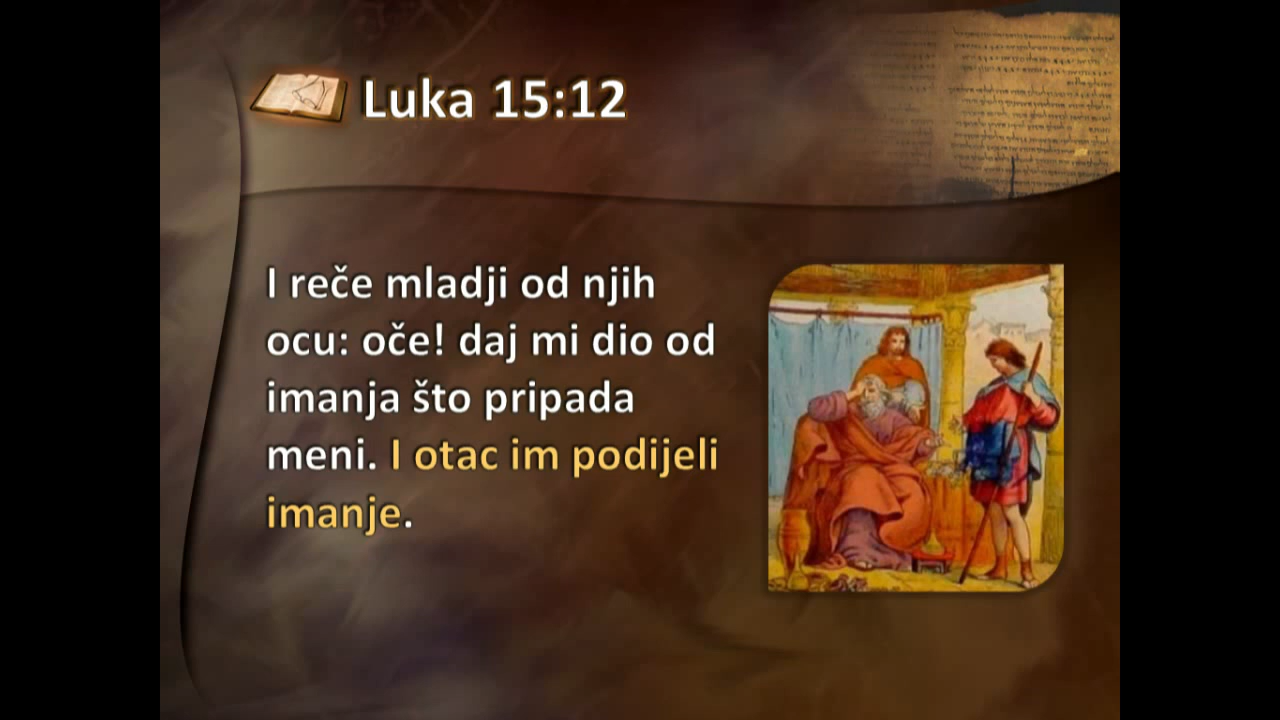 Luka 15:12
I reče mladji od njih
ocu: oče! daj mi dio od
imanja što pripada
meni. I otac im podijeli
imanje.